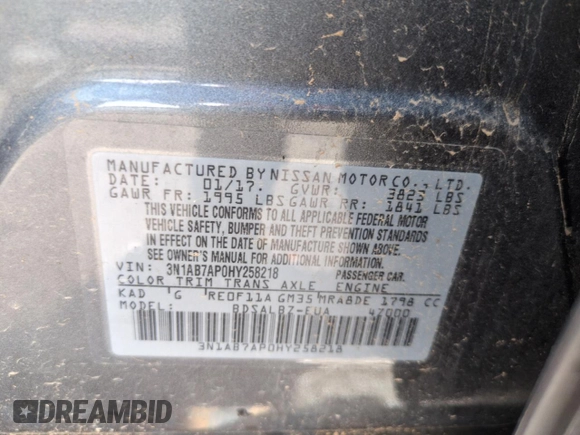 MANUFACTURED BY NISSAN MOTOR CO., LTD.
DATE: 01/17. GVWR: 3823 LBS
GAWR FR: 1995 LBS GAWR RR: 1841 LBS
THIS VEHICLE CONFORMS TO ALL APPLICABLE FEDERAL MOTOR
VEHICLE SAFETY, BUMPER AND THEFT PREVENTION STANDARDS
IN EFFECT ON THE DATE OF MANUFACTURE SHOWN ABOVE.
SEE OWNER'S MANUAL FOR ADDITIONAL INFORMATION.
VIN: 3N1AB7AP0HY258218 PASSENGER CAR.
COLOR TRIM TRANS AXLE ENGINE
KAD G RE0F11A GM35 MRA8DE 1798 CC
BDSALB7-EUA 47000
3N1AB7AP0HY258218
DREAMBID